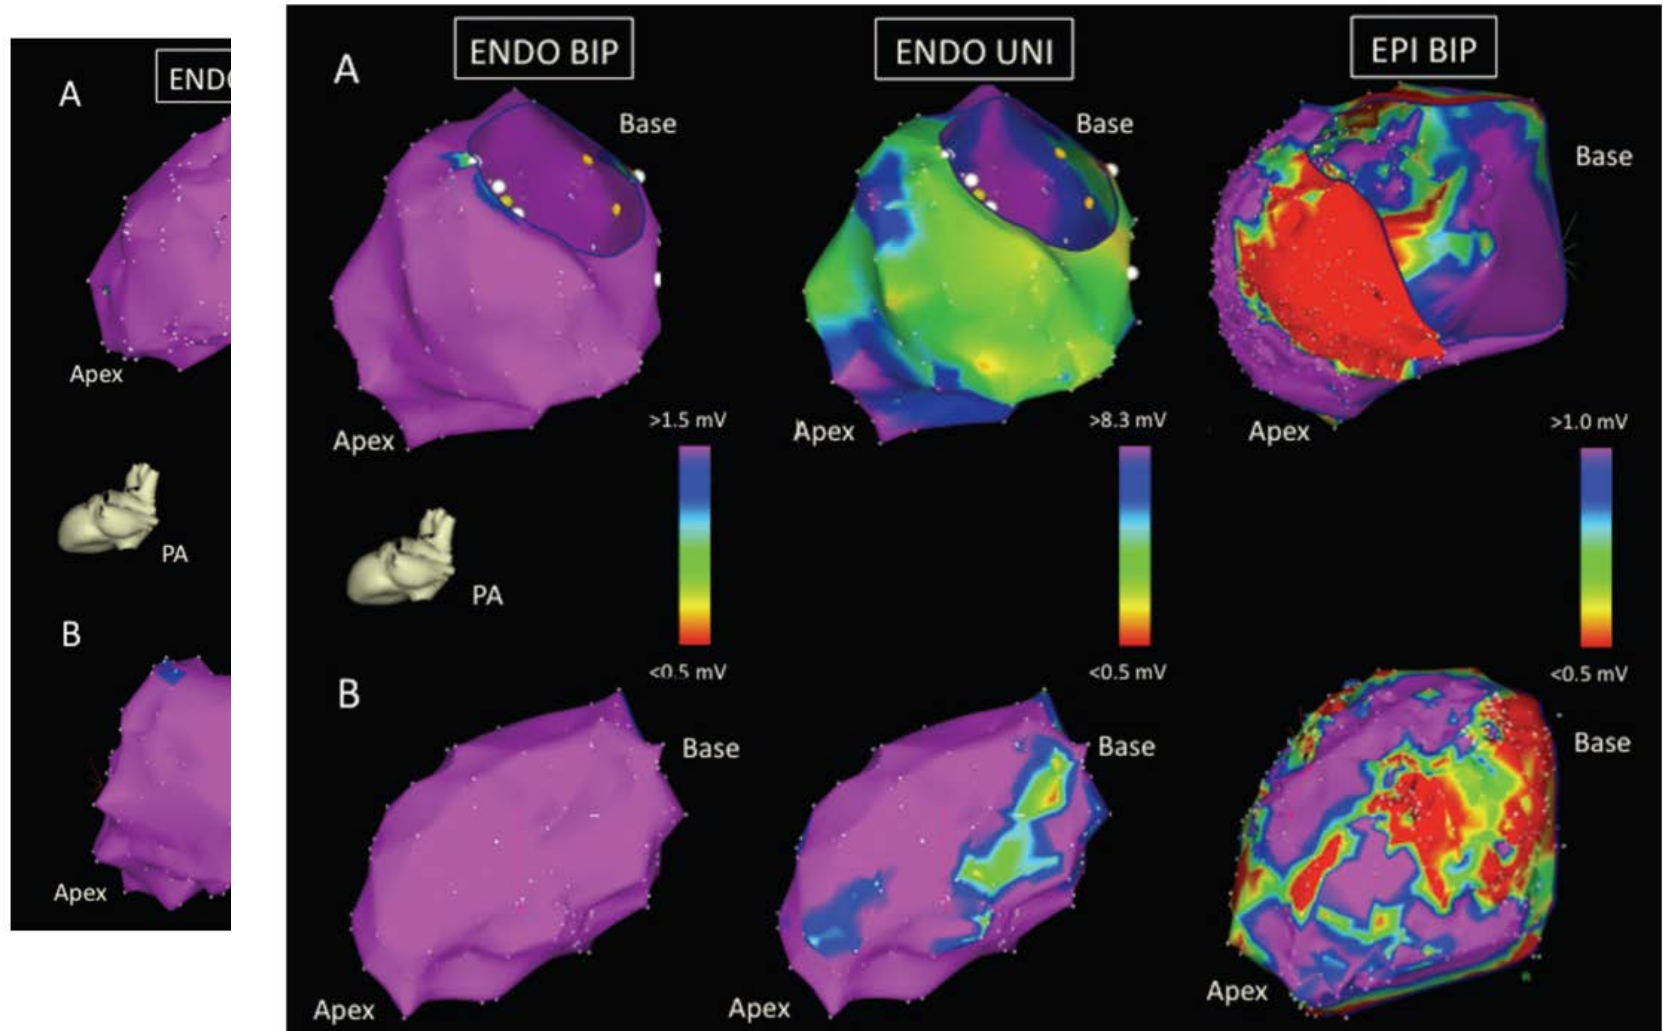 A
ENDO
Apex
PA
B
Apex
A
ENDO BIP
ENDO UNI
EPI BIP
Base
Base
Base
Apex
Apex
Apex
>1.5 mV
>8.3 mV
>1.0 mV
PA
<0.5 mV
<0.5 mV
<0.5 mV
B
Base
Base
Base
Apex
Apex
Apex